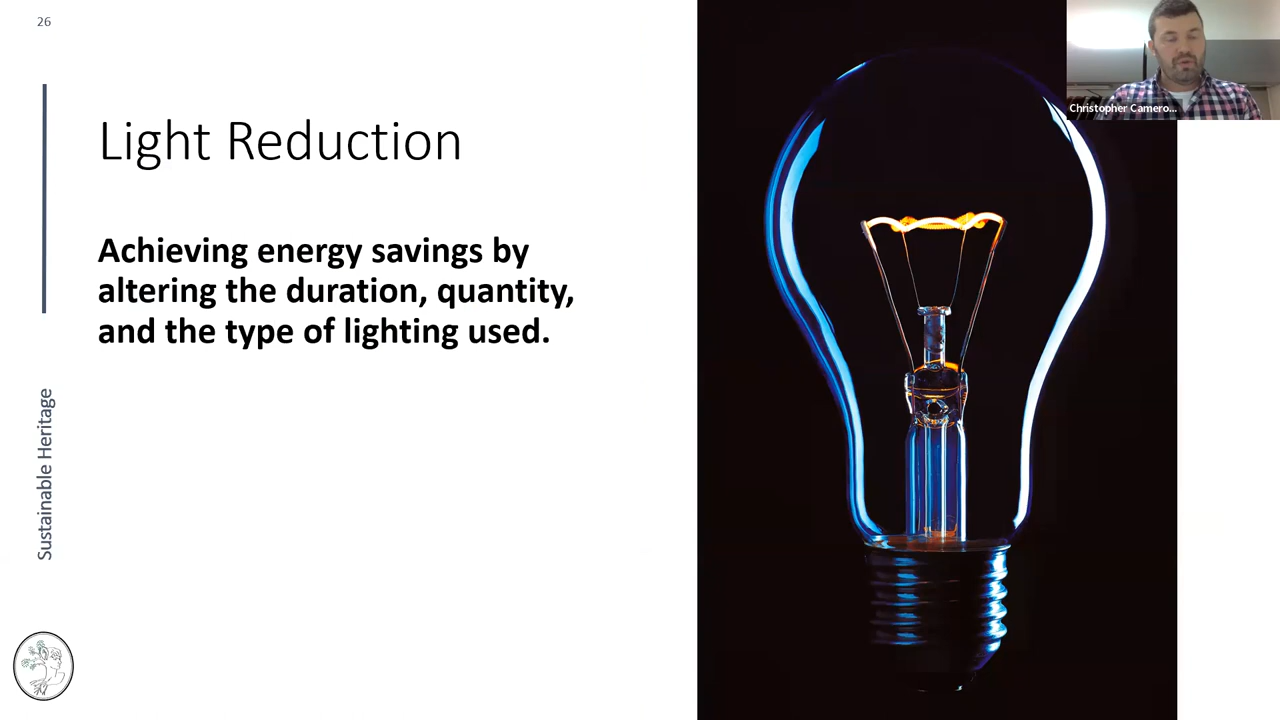 26
Light Reduction
Achieving energy savings by
altering the duration, quantity,
and the type of lighting used.
Sustainable Heritage
Christopher Camero...